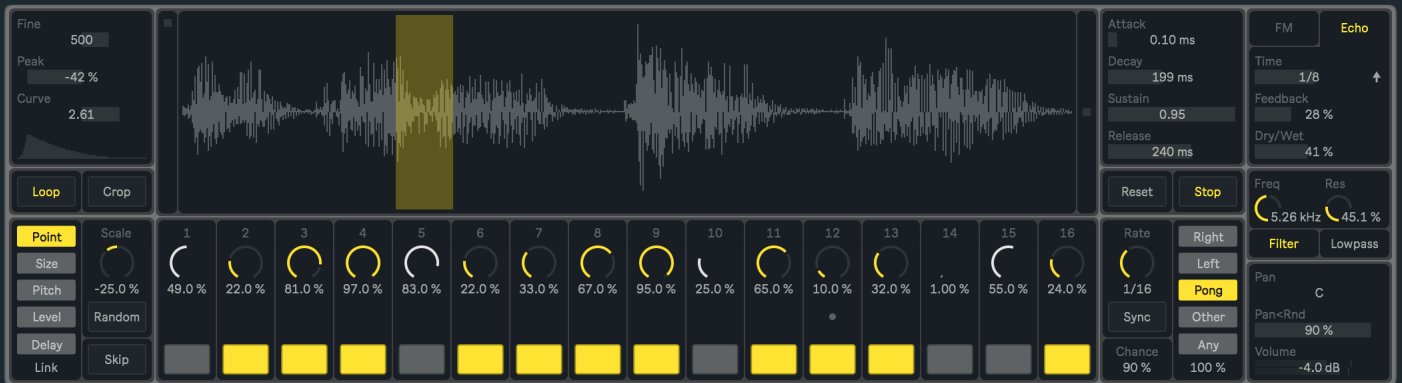 Fine
500
Peak
-42 %
Curve
2.61
Loop Crop
Attack
0.10 ms
Decay
199 ms
Sustain
0.95
Release
240 ms
Reset Stop
FM Echo
Time
1/8
Feedback
28 %
Dry/Wet
41 %
Freq Res
5.26 kHz 45.1 %
Filter Lowpass
Point
Size
Pitch
Level
Delay
Link
Scale
-25.0 %
Random
Skip
1 2 3 4 5 6 7 8 9 10 11 12 13 14 15 16
49.0 % 22.0 % 81.0 % 97.0 % 83.0 % 22.0 % 33.0 % 67.0 % 95.0 % 25.0 % 65.0 % 10.0 % 32.0 % 1.00 % 55.0 % 24.0 %
Rate
1/16
Sync
Chance
90 %
Right
Left
Pong
Other
Any
100 %
Pan
C
Pan<Rnd
90 %
Volume
-4.0 dB